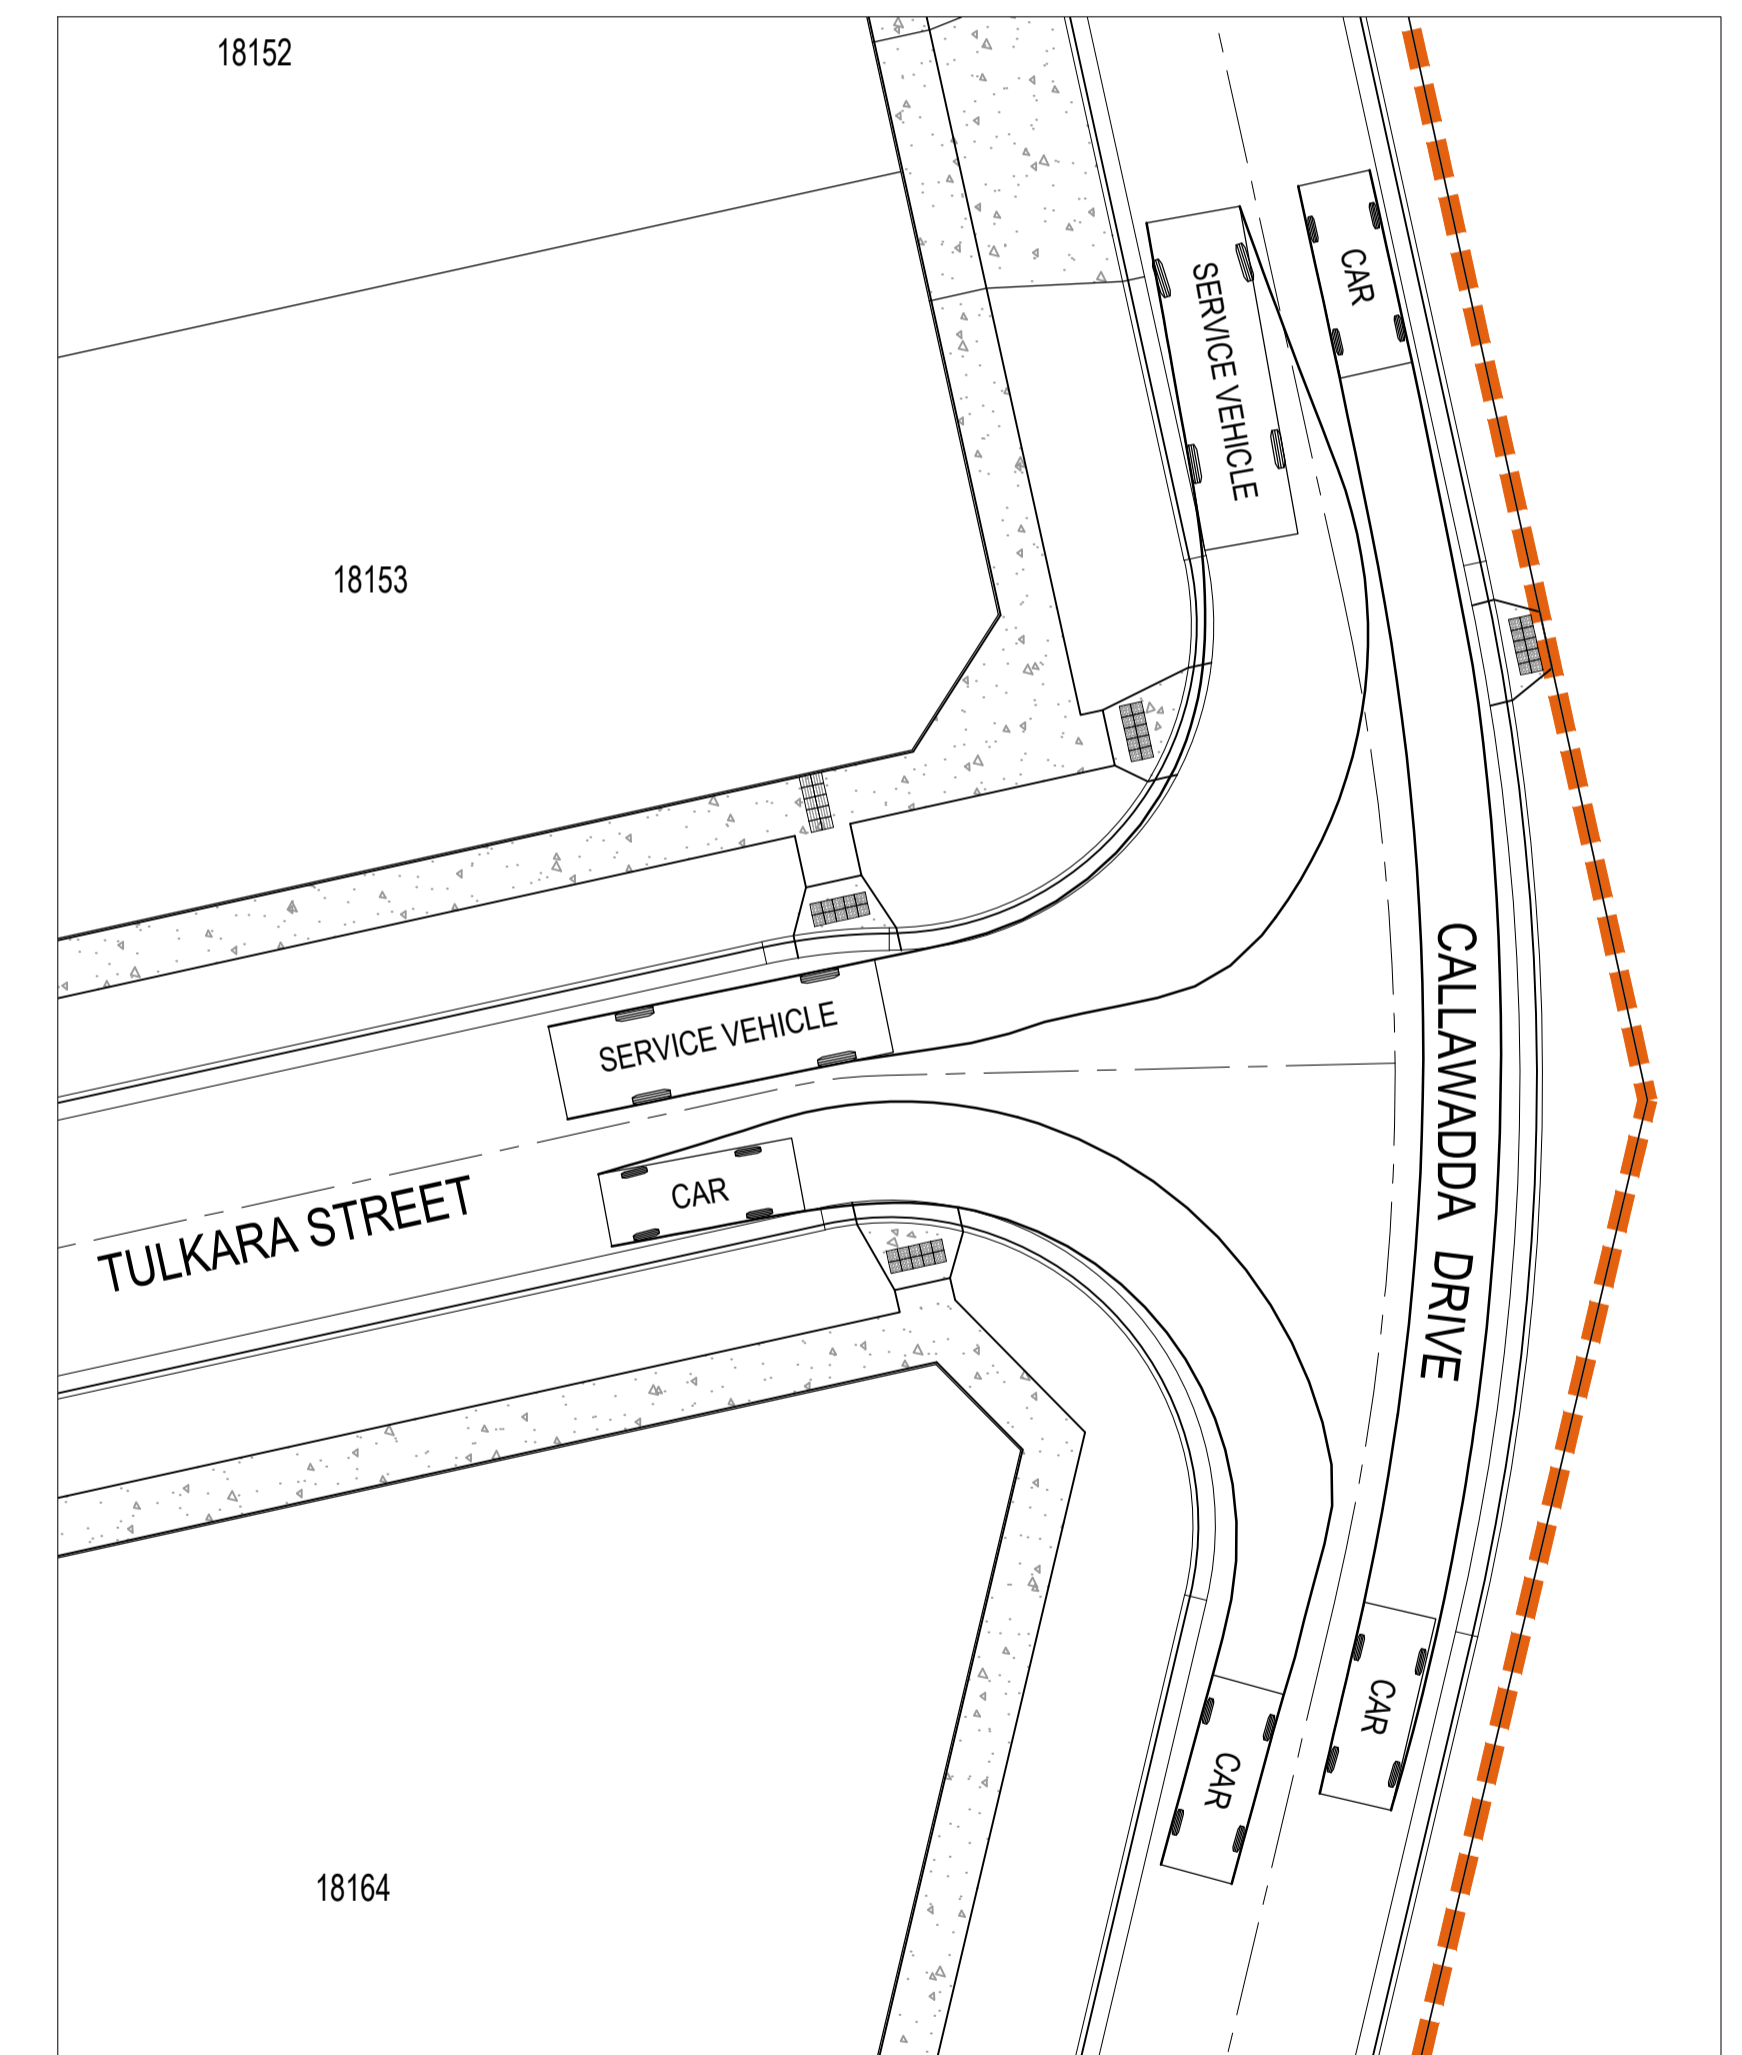 18152
CAR
SERVICE VEHICLE
18153
CALLAWADDA DRIVE
SERVICE VEHICLE
CAR
TULKARA STREET
CAR
CAR
18164